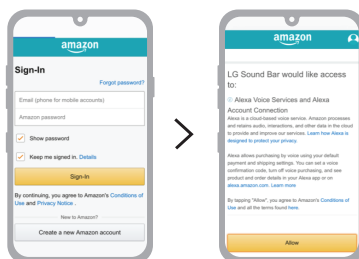 amazon
Sign-In
Forgot password?
Email (phone for mobile accounts)
Amazon password
Show password
Keep me signed in. Details
Sign-In
By continuing, you agree to Amazon's Conditions of
Use and Privacy Notice .
New to Amazon?
Create a new Amazon account
amazon
LG Sound Bar would like access
to:
Alexa Voice Services and Alexa
Account Connection
Alexa is a cloud-based voice service. Amazon processes
and retains audio, interactions, and other data in the cloud
to provide and improve our services. Learn how Alexa is
designed to protect your privacy.
Alexa allows purchasing by voice using your default
payment and shipping settings. You can set a voice
confirmation code, turn off voice purchasing, and see
product and order details in your Alexa app or on
alexa.amazon.com. Learn more
By tapping "Allow", you agree to Amazon's Conditions of
Use and all the terms found here.
Allow